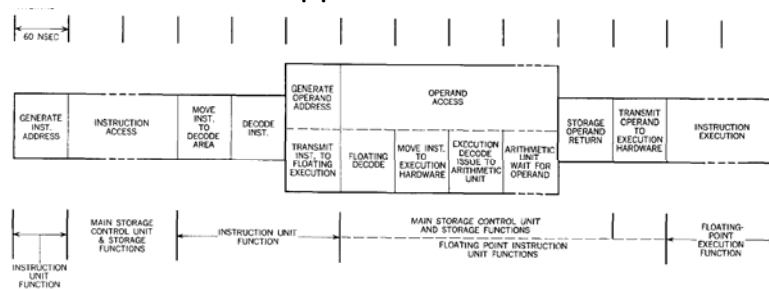 60 NSEC
GENERATE
INST.
ADDRESS
INSTRUCTION
ACCESS
MOVE
INST.
TO
DECODE
AREA
DECODE
INST.
GENERATE
OPERAND
ADDRESS
OPERAND
ACCESS
TRANSMIT
INST. TO
FLOATING
EXECUTION
FLOATING
DECODE
MOVE INST.
TO
EXECUTION
HARDWARE
EXECUTION
DECODE
ISSUE TO
ARITHMETIC
UNIT
ARITHMETIC
UNIT
WAIT FOR
OPERAND
STORAGE
OPERAND
RETURN
TRANSMIT
OPERAND
TO
EXECUTION
HARDWARE
INSTRUCTION
EXECUTION
INSTRUCTION
UNIT
FUNCTION
MAIN STORAGE
CONTROL UNIT
& STORAGE
FUNCTIONS
INSTRUCTION UNIT
FUNCTION
MAIN STORAGE CONTROL UNIT
AND STORAGE FUNCTIONS
FLOATING POINT INSTRUCTION
UNIT FUNCTIONS
FLOATING-
POINT
EXECUTION
FUNCTION